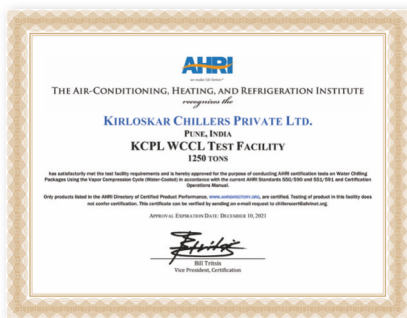 AHRI
we make life better®
THE AIR-CONDITIONING, HEATING, AND REFRIGERATION INSTITUTE
recognizes the
KIRLOSKAR CHILLERS PRIVATE LTD.
PUNE, INDIA
KCPL WCCL TEST FACILITY
1250 TONS
has satisfactorily met the test facility requirements and is hereby approved for the purpose of conducting AHRI certification tests on Water Chilling
Packages Using the Vapor Compression Cycle (Water-Cooled) in accordance with the current AHRI Standards 550/590 and 551/591 and Certification
Operations Manual.
Only products listed in the AHRI Directory of Certified Product Performance, www.ahridirectory.org, are certified. Testing of product in this facility does
not confer certification. This certificate can be verified by sending an e-mail request to chillerscert@ahrinet.org.
APPROVAL EXPIRATION DATE: DECEMBER 10, 2021
Bill Tritsis
Vice President, Certification